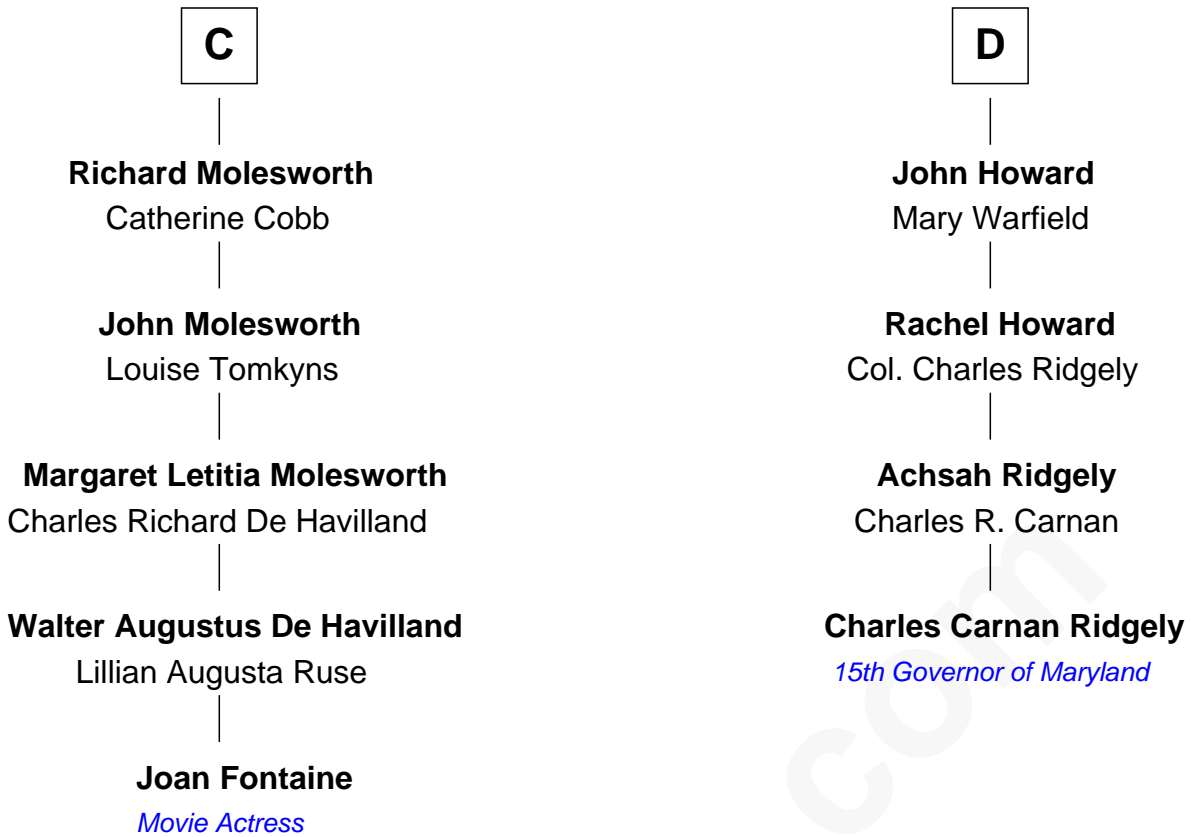 C
Richard Molesworth
Catherine Cobb
John Molesworth
Louise Tomkyns
Margaret Letitia Molesworth
Charles Richard De Havilland
Walter Augustus De Havilland
Lillian Augusta Ruse
Joan Fontaine
Movie Actress
D
John Howard
Mary Warfield
Rachel Howard
Col. Charles Ridgely
Achsah Ridgely
Charles R. Carnan
Charles Carnan Ridgely
15th Governor of Maryland
com